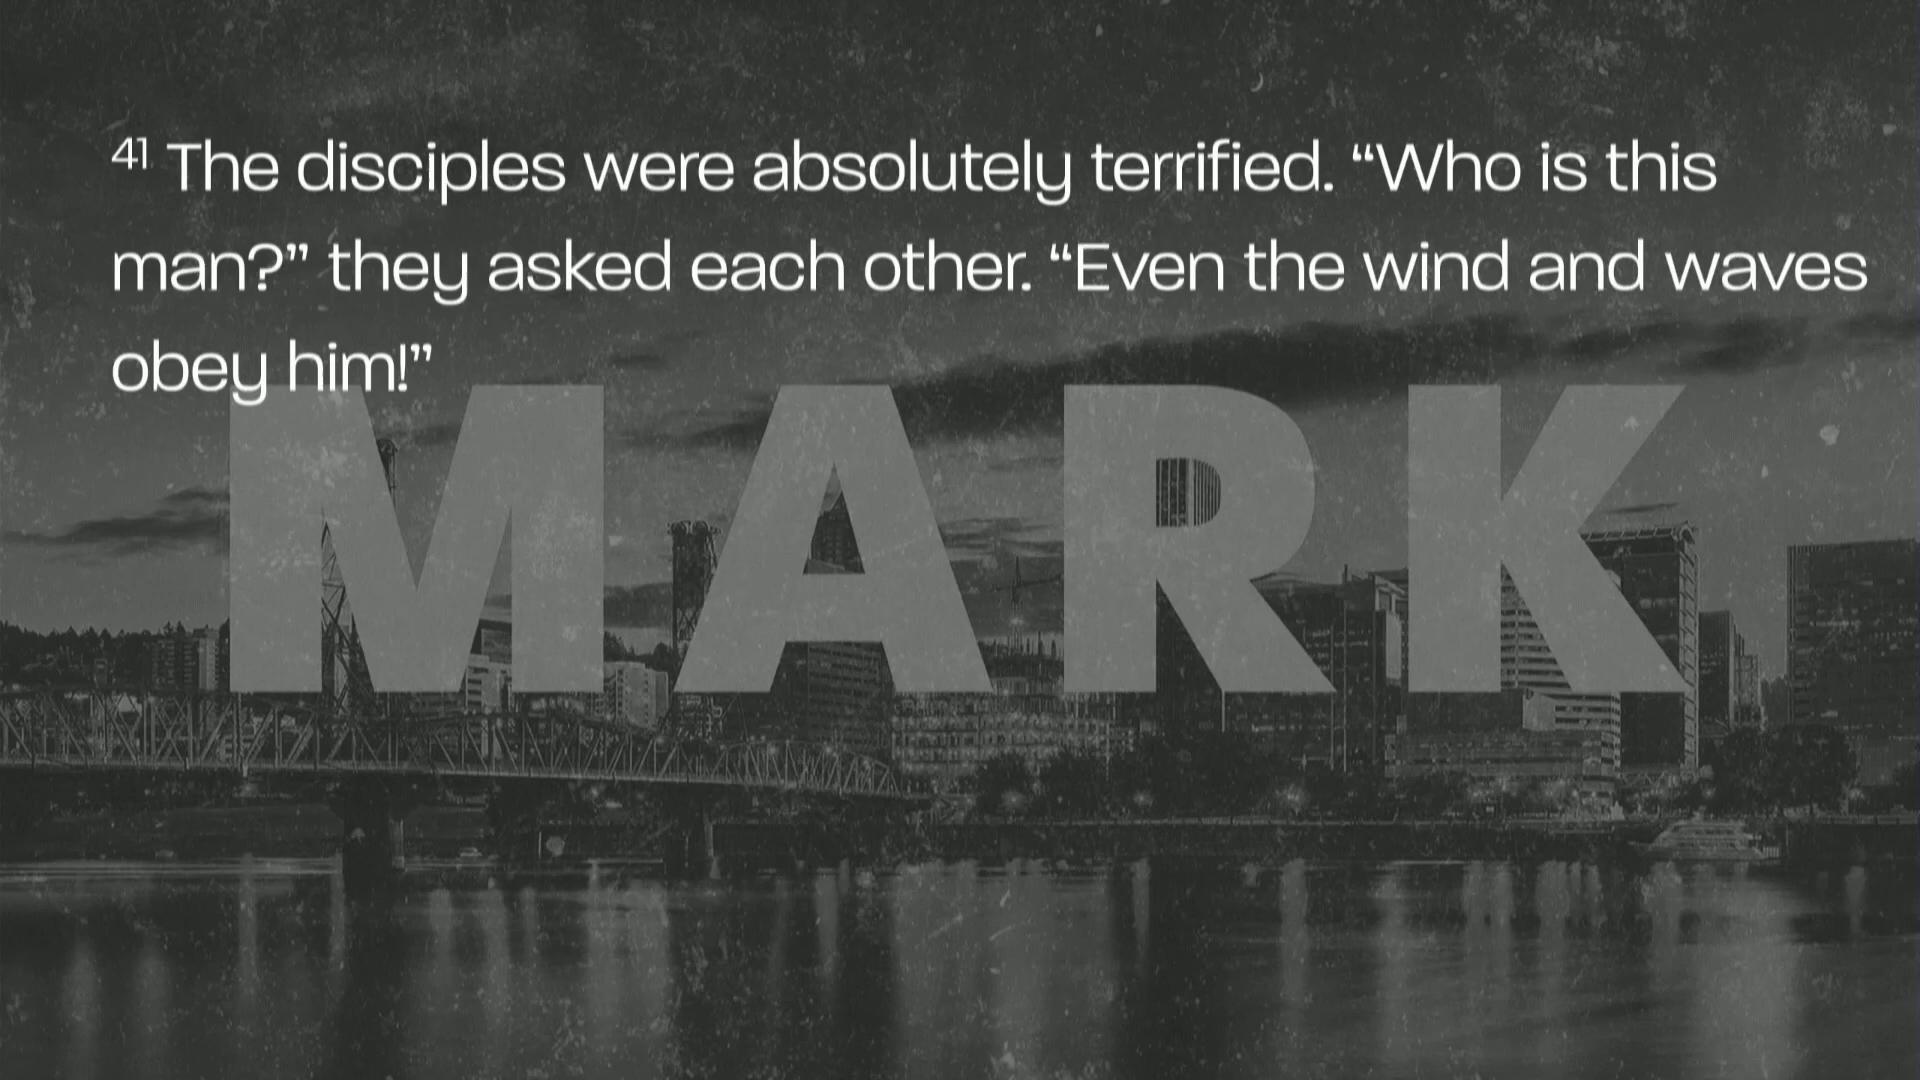 41 The disciples were absolutely terrified. “Who is this
man?” they asked each other. “Even the wind and waves
obey him!”
MARK